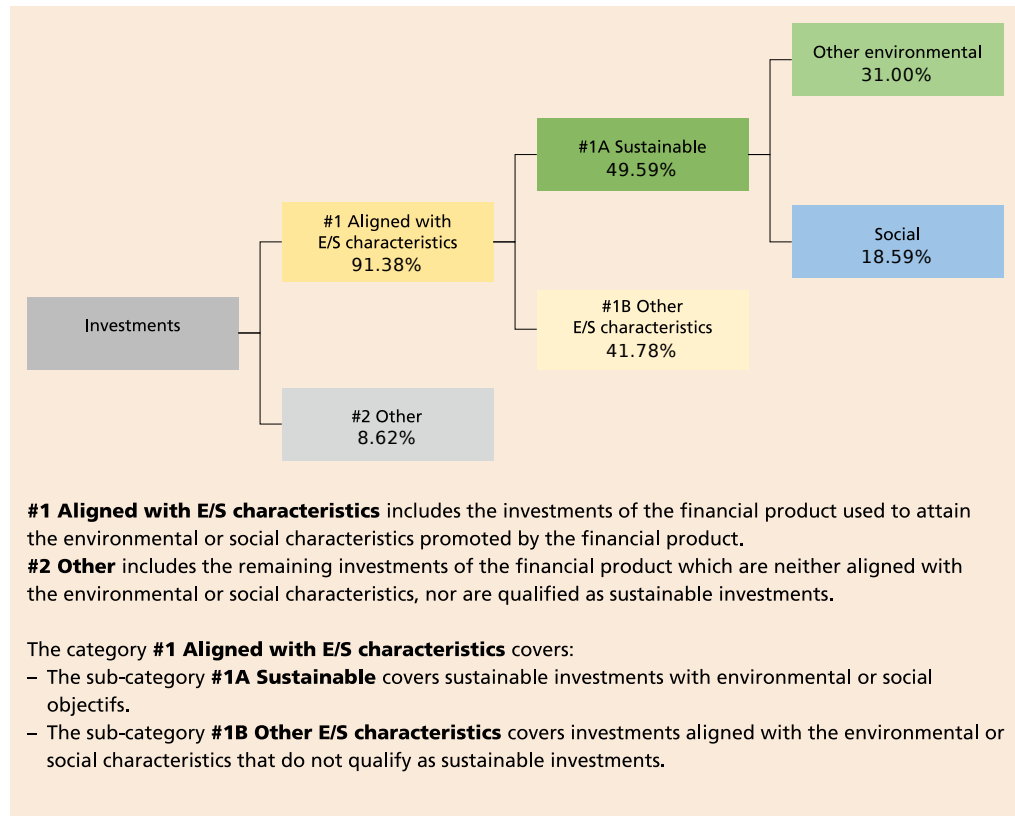 Other environmental
31.00%
#1A Sustainable
49.59%
#1 Aligned with
E/S characteristics
91.38%
Social
18.59%
Investments
#1B Other
E/S characteristics
41.78%
#2 Other
8.62%
#1 Aligned with E/S characteristics includes the investments of the financial product used to attain
the environmental or social characteristics promoted by the financial product.
#2 Other includes the remaining investments of the financial product which are neither aligned with
the environmental or social characteristics, nor are qualified as sustainable investments.
The category #1 Aligned with E/S characteristics covers:
– The sub-category #1A Sustainable covers sustainable investments with environmental or social
objectifs.
– The sub-category #1B Other E/S characteristics covers investments aligned with the environmental or
social characteristics that do not qualify as sustainable investments.